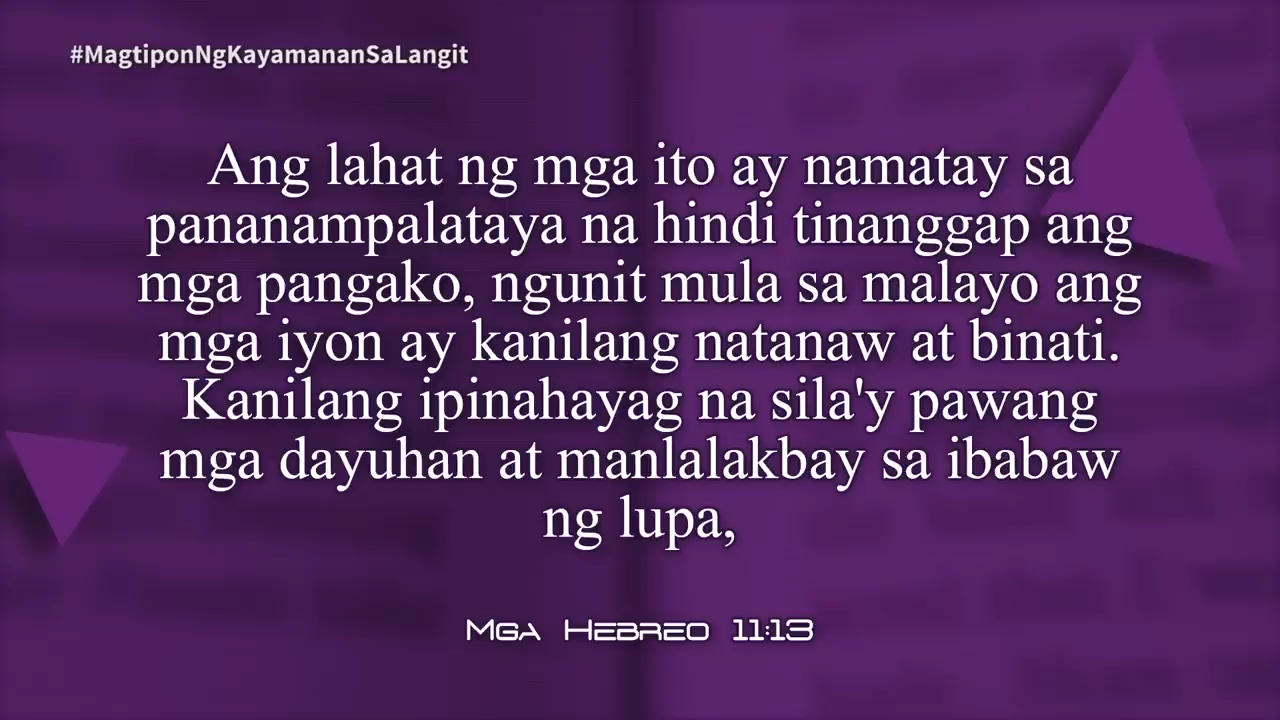 #MagtiponNgKayamananSaLangit
Ang lahat ng mga ito ay namatay sa
pananampalataya na hindi tinanggap ang
mga pangako, ngunit mula sa malayo ang
mga iyon ay kanilang natanaw at binati.
Kanilang ipinahayag na sila'y pawang
mga dayuhan at manlalakbay sa ibabaw
ng lupa,
Mga Hebreo 11:13